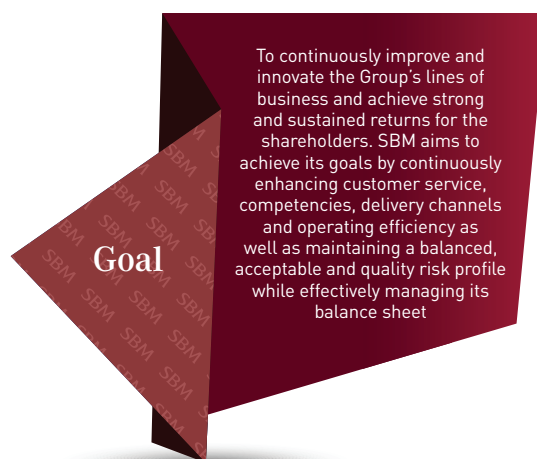 To continuously improve and
innovate the Group's lines of
business and achieve strong
and sustained returns for the
shareholders. SBM aims to
achieve its goals by continuously
enhancing customer service,
competencies, delivery channels
and operating efficiency as
well as maintaining a balanced,
acceptable and quality risk profile
while effectively managing its
balance sheet
Goal
SBM